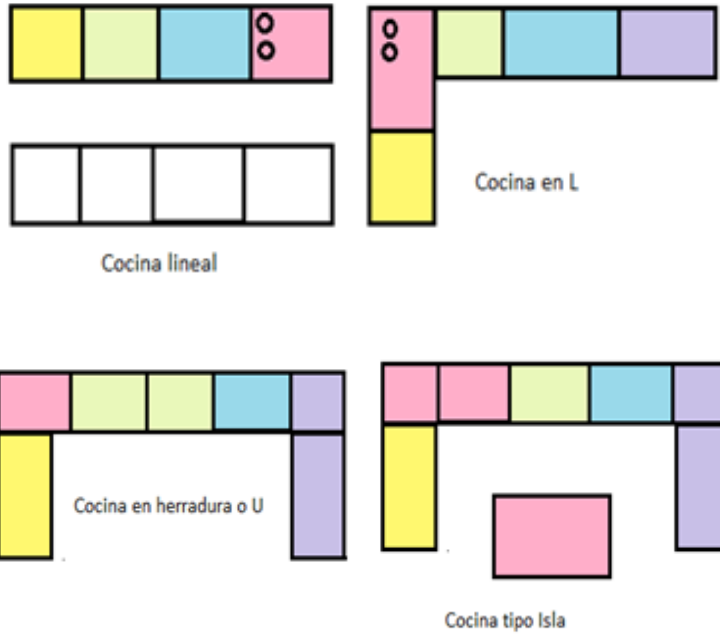 Cocina en L
Cocina lineal
Cocina en herradura o U
Cocina tipo Isla